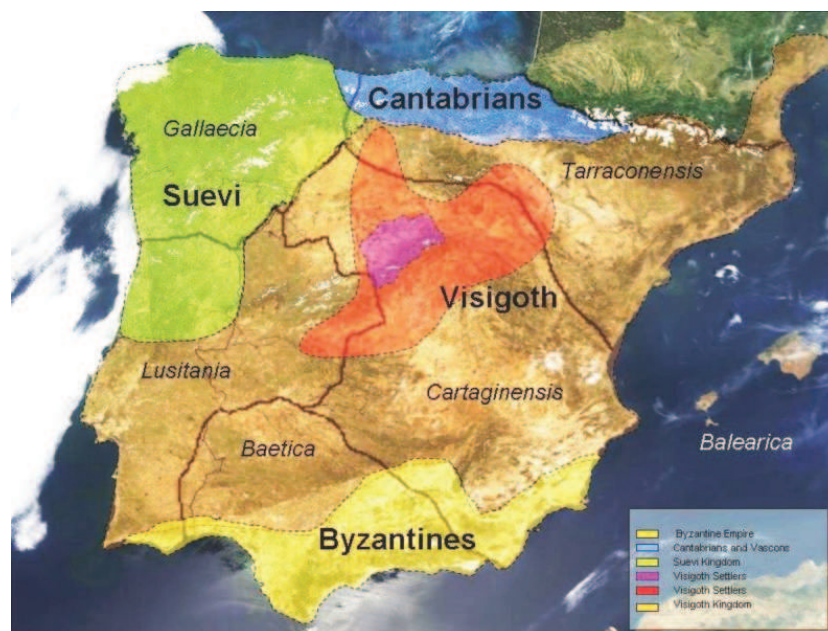 Cantabrians
Gallaecia
Tarraconensis
Suevi
Visigoth
Lusitania
Cartaginensis
Baetica
Balearica
Byzantines
Byzantine Empire
Cantabrians and Vascons
Suevi Kingdom
Visigoth Settlers
Visigoth Settlers
Visigoth Kingdom